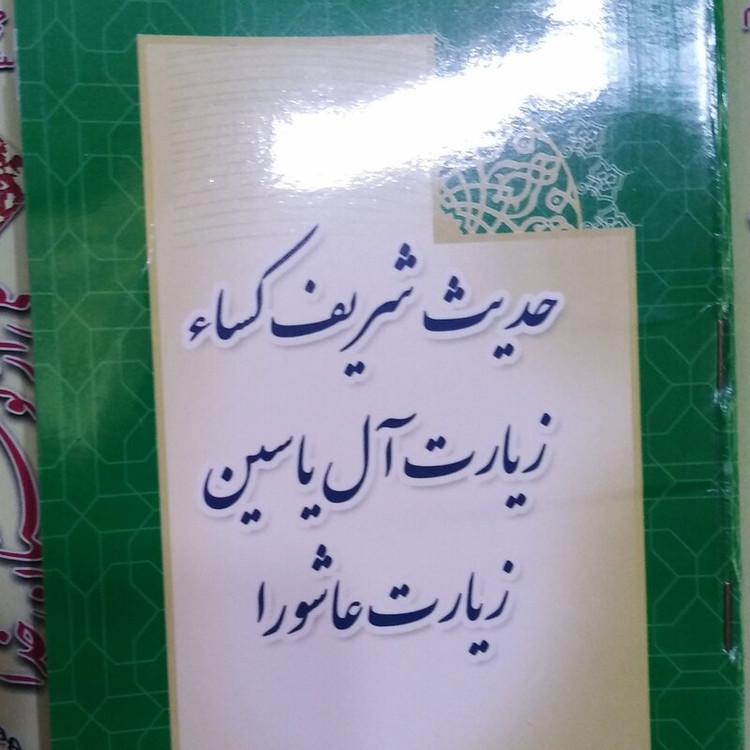 حدیث شریف کساء
زیارت آل یاسین
زیارت عاشورا